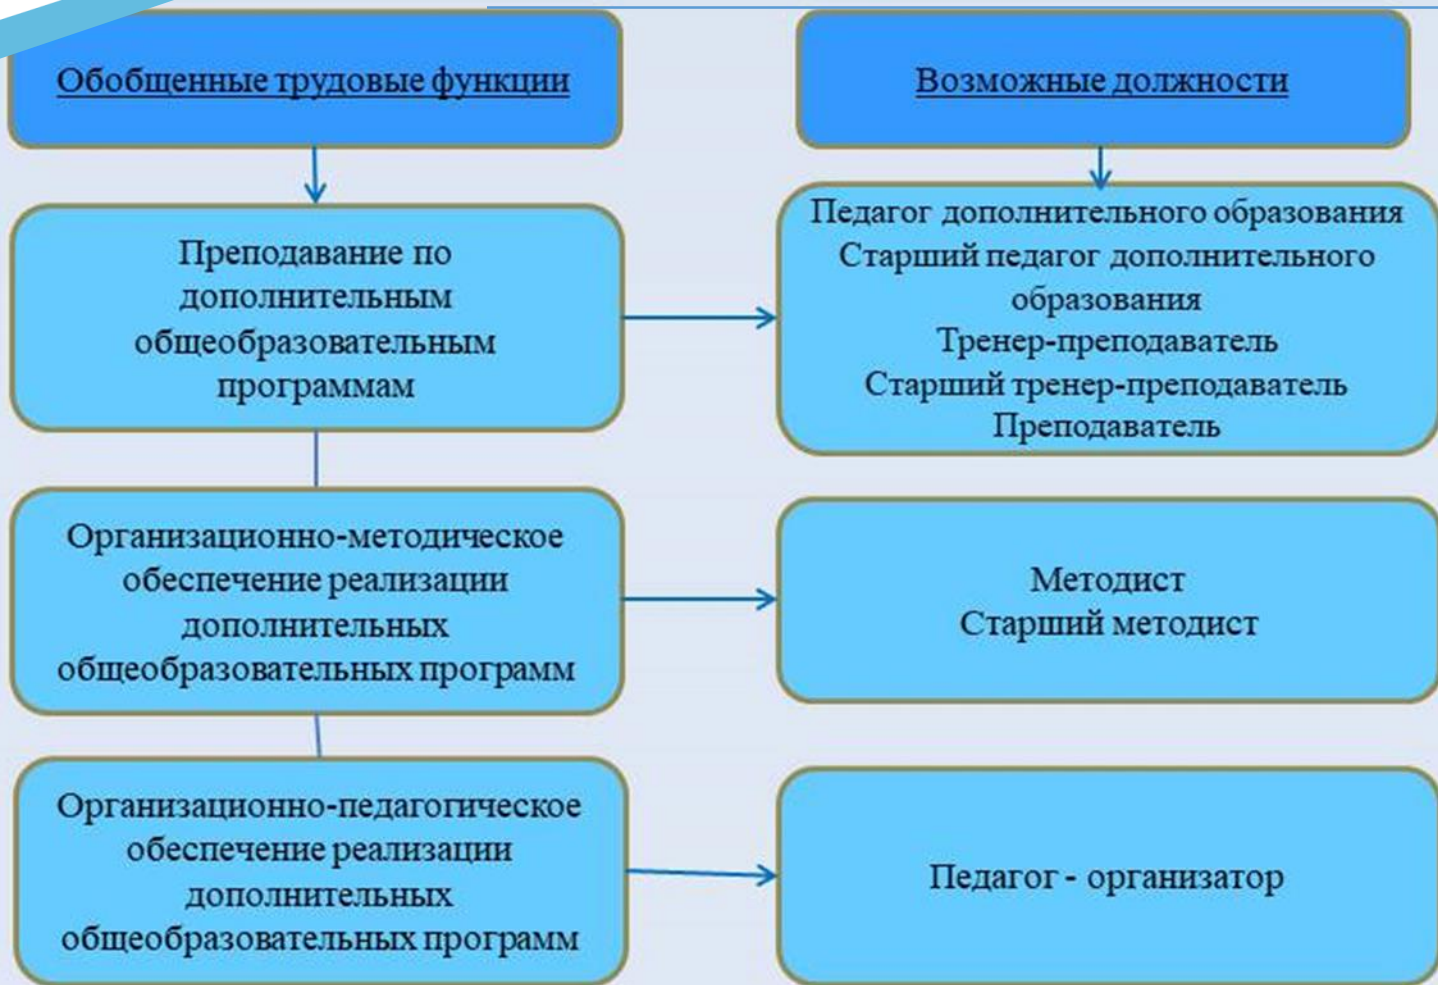 Обобщенные трудовые функции
Возможные должности
Преподавание по
дополнительным
общеобразовательным
программам
Педагог дополнительного образования
Старший педагог дополнительного
образования
Тренер-преподаватель
Старший тренер-преподаватель
Преподаватель
Организационно-методическое
обеспечение реализации
дополнительных
общеобразовательных программ
Методист
Старший методист
Организационно-педагогическое
обеспечение реализации
дополнительных
общеобразовательных программ
Педагог - организатор